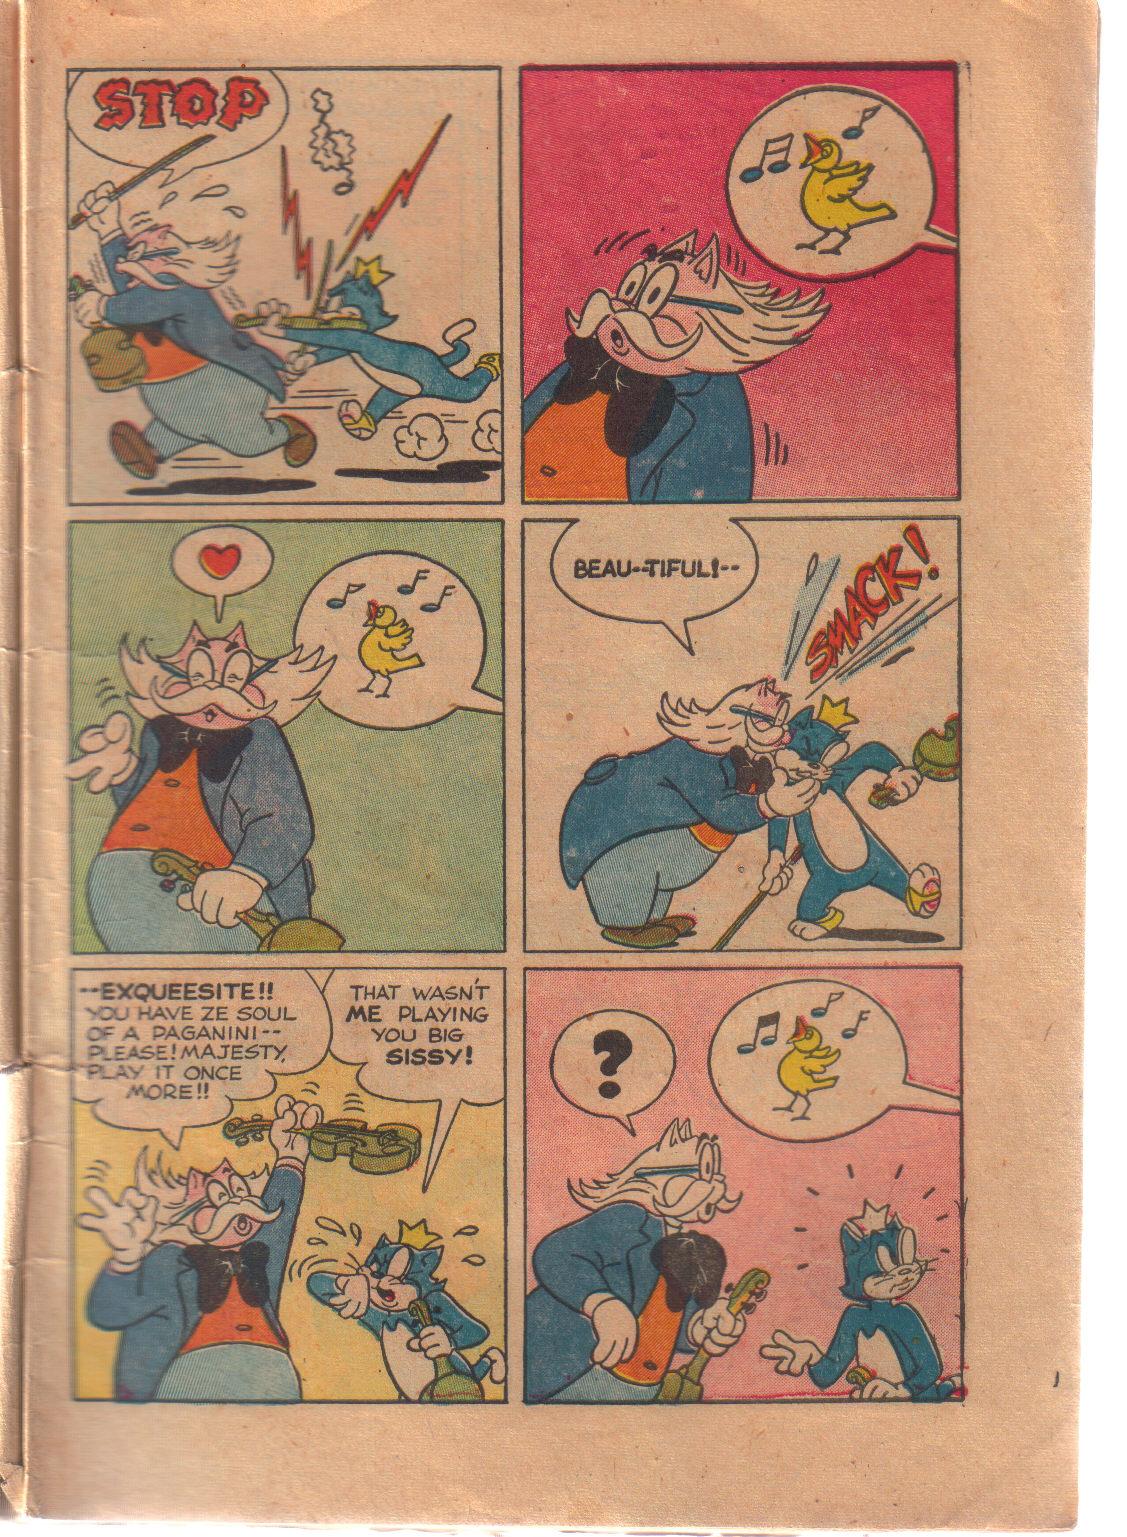 STOP
BEAU--TIFUL!--
SMACK!
--EXQUEESITE!!
YOU HAVE ZE SOUL
OF A PAGANINI--
PLEASE! MAJESTY,
PLAY IT ONCE
MORE!!
THAT WASN'T
ME PLAYING
YOU BIG
SISSY!
?